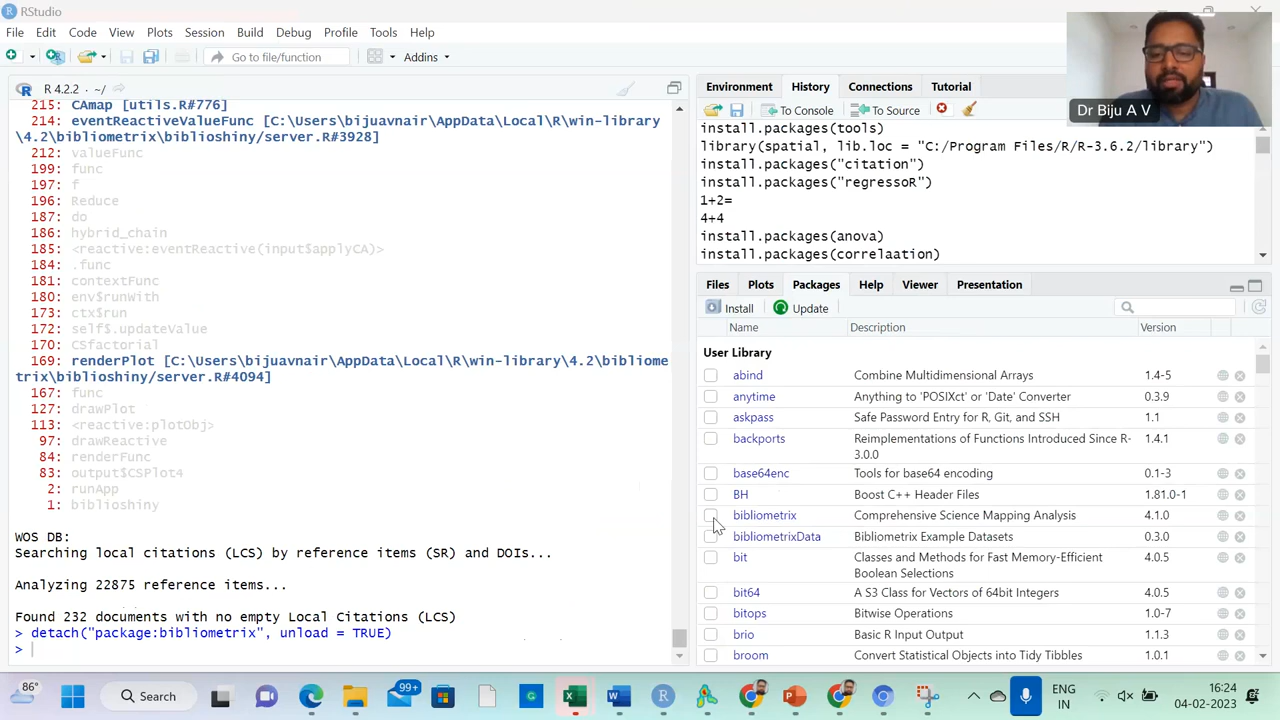 RStudio
File Edit Code View Plots Session Build Debug Profile Tools Help
Go to file/function Addins
R 4.2.2 · ~/
215: CAmap [utils.R#776]
214: eventReactiveValueFunc [C:\Users\bijuavnair\AppData\Local\R\win-library
\4.2\bibliometrix\biblioshiny/server.R#3928]
212: valueFunc
199: func
197: f
196: Reduce
187: do
186: hybrid_chain
185: <reactive:eventReactive(input$applyCA)>
184: .func
181: contextFunc
180: env$runWith
173: ctx$run
172: self$.updateValue
170: CSfactorial
169: renderPlot [C:\Users\bijuavnair\AppData\Local\R\win-library\4.2\bibliome
trix\biblioshiny/server.R#4094]
167: func
127: drawPlot
113: <reactive:plotObj>
97: drawReactive
84: renderFunc
83: output$CSPlot4
2: runApp
1: biblioshiny
WOS DB:
Searching local citations (LCS) by reference items (SR) and DOIs...
Analyzing 22875 reference items...
Found 232 documents with no empty Local Citations (LCS)
> detach("package:bibliometrix", unload = TRUE)
>
Environment History Connections Tutorial
To Console To Source
install.packages(tools)
library(spatial, lib.loc = "C:/Program Files/R/R-3.6.2/library")
install.packages("citation")
install.packages("regressoR")
1+2=
4+4
install.packages(anova)
install.packages(correlaation)
Dr Biju A V
Files Plots Packages Help Viewer Presentation
Install Update
Name Description Version
User Library
abind Combine Multidimensional Arrays 1.4-5
anytime Anything to 'POSIXct' or 'Date' Converter 0.3.9
askpass Safe Password Entry for R, Git, and SSH 1.1
backports Reimplementations of Functions Introduced Since R- 1.4.1
3.0.0
base64enc Tools for base64 encoding 0.1-3
BH Boost C++ Header Files 1.81.0-1
bibliometrix Comprehensive Science Mapping Analysis 4.1.0
bibliometrixData Bibliometrix Example Datasets 0.3.0
bit Classes and Methods for Fast Memory-Efficient 4.0.5
Boolean Selections
bit64 A S3 Class for Vectors of 64bit Integers 4.0.5
bitops Bitwise Operations 1.0-7
brio Basic R Input Output 1.1.3
broom Convert Statistical Objects into Tidy Tibbles 1.0.1
86° Search 99+ ENG 16:24
IN 04-02-2023